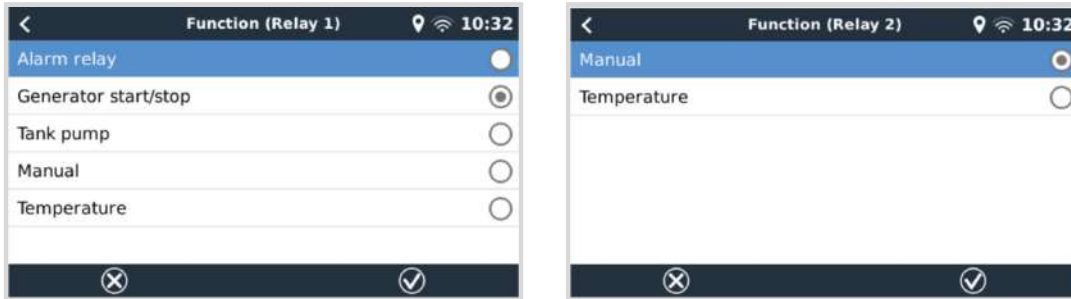 Function (Relay 1) 10:32
Alarm relay
Generator start/stop
Tank pump
Manual
Temperature
Function (Relay 2) 10:32
Manual
Temperature